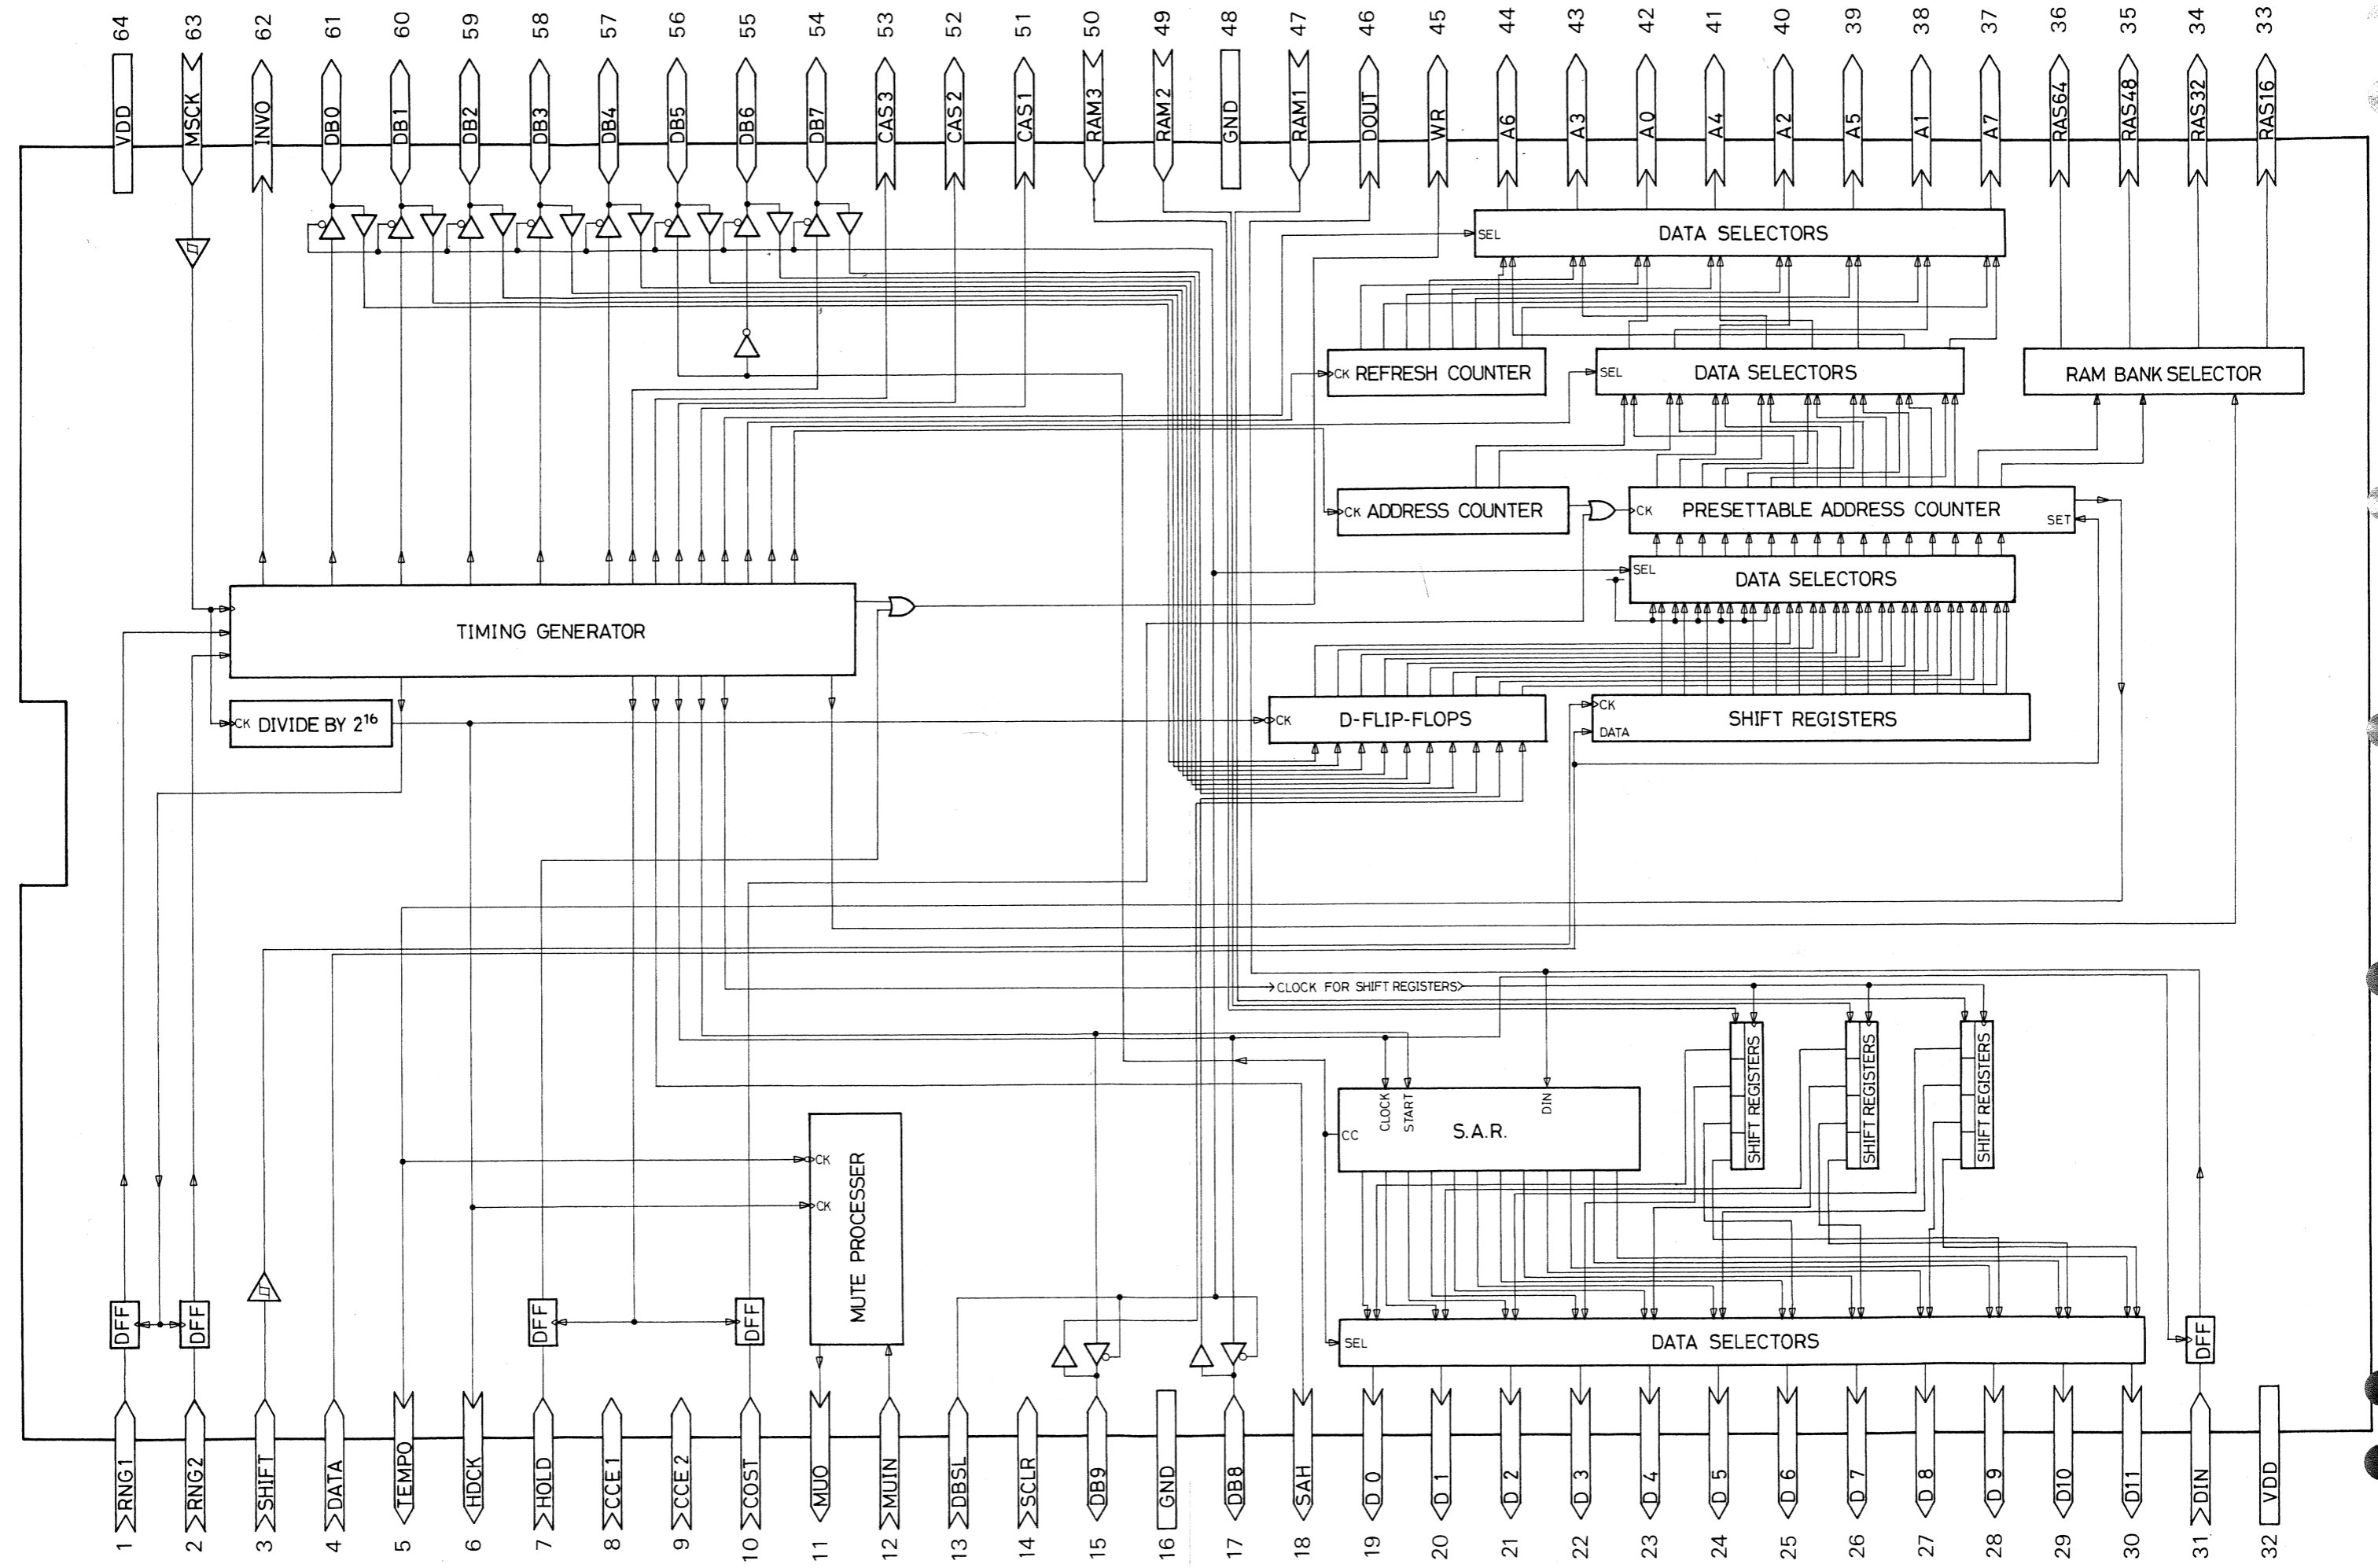 64 63 62 61 60 59 58 57 56 55 54 53 52 51 50 49 48 47 46 45 44 43 42 41 40 39 38 37 36 35 34 33
VDD MSCK INVO DB0 DB1 DB2 DB3 DB4 DB5 DB6 DB7 CAS3 CAS2 CAS1 RAM3 RAM2 GND RAM1 DOUT WR A6 A3 A0 A4 A2 A5 A1 A7 RAS64 RAS48 RAS32 RAS16
SEL DATA SELECTORS
CK REFRESH COUNTER
SEL DATA SELECTORS
RAM BANK SELECTOR
CK ADDRESS COUNTER
CK PRESETTABLE ADDRESS COUNTER
SET
SEL DATA SELECTORS
TIMING GENERATOR
CK DIVIDE BY 2¹⁶
CK D-FLIP-FLOPS
CK SHIFT REGISTERS
DATA
CLOCK FOR SHIFT REGISTERS
SHIFT REGISTERS
SHIFT REGISTERS
SHIFT REGISTERS
CLOCK START DIN
CC S.A.R.
CK
CK
MUTE PROCESSER
DFF DFF DFF DFF DFF
SEL DATA SELECTORS
RNG1 RNG2 SHIFT DATA TEMPO HDCK HOLD CCE1 CCE2 COST MUO MUIN DBSL SCLR DB9 GND DB8 SAH D0 D1 D2 D3 D4 D5 D6 D7 D8 D9 D10 D11 DIN VDD
1 2 3 4 5 6 7 8 9 10 11 12 13 14 15 16 17 18 19 20 21 22 23 24 25 26 27 28 29 30 31 32